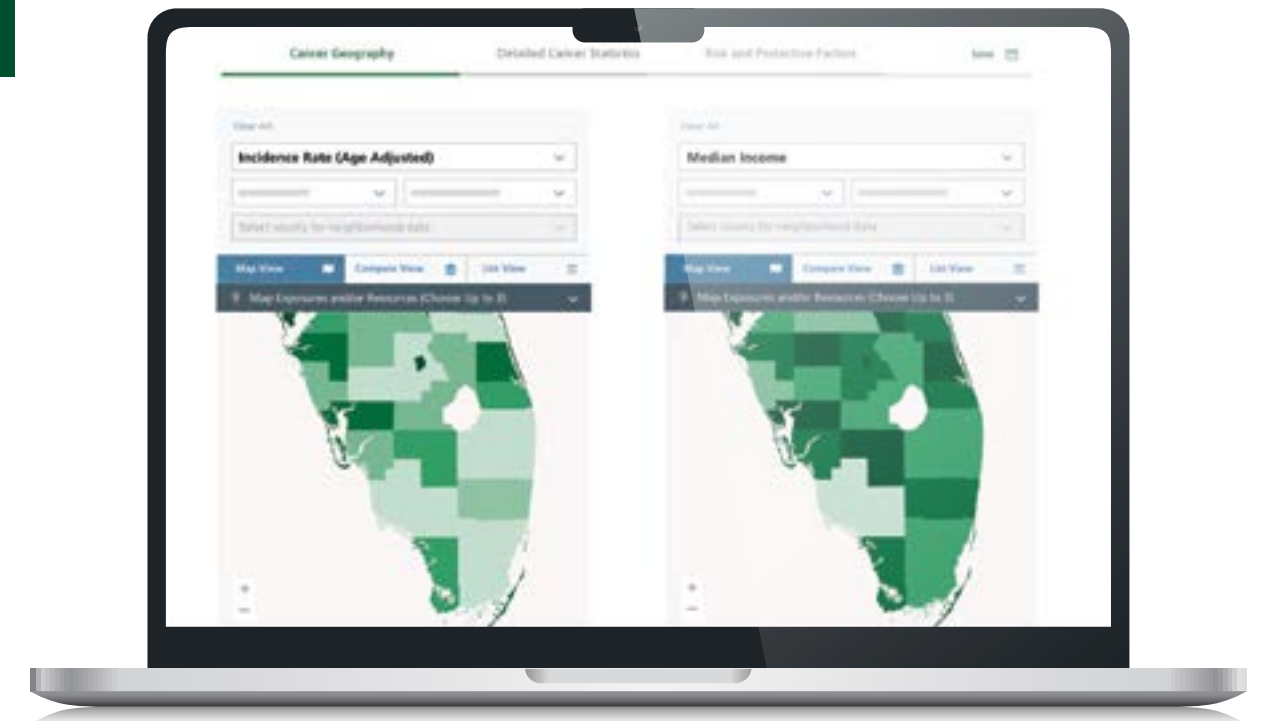 Cancer Geography Detailed Cancer Statistics Risk and Protective Factors Save
Clear All
Incidence Rate (Age Adjusted)
Select county for neighborhood data
Map View Compare View List View
Map Exposures and/or Resources (Choose Up to 3)
+
−
Clear All
Median Income
Select county for neighborhood data
Map View Compare View List View
Map Exposures and/or Resources (Choose Up to 3)
+
−